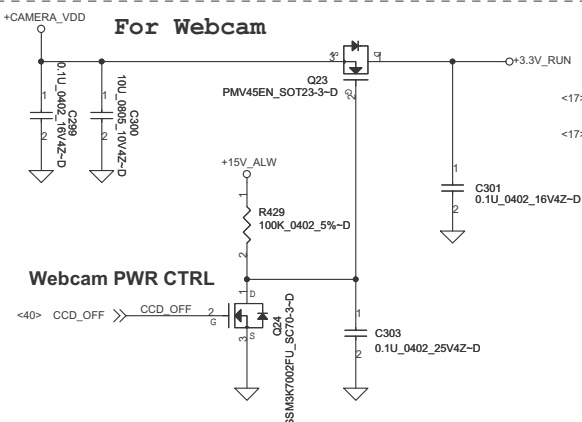 +CAMERA_VDD
For Webcam
3
S
D
1
+3.3V_RUN
Q23
PMV45EN_SOT23-3~D
G
2
<17>
<17>
1
2
C299
0.1U_0402_16V4Z~D
1
2
C300
10U_0805_10V4Z~D
1
2
C301
0.1U_0402_16V4Z~D
+15V_ALW
1
R429
100K_0402_5%~D
2
Webcam PWR CTRL
<40>
CCD_OFF
CCD_OFF
2
G
1
D
3
S
Q24
SSM3K7002FU_SC70-3~D
1
2
C303
0.1U_0402_25V4Z~D